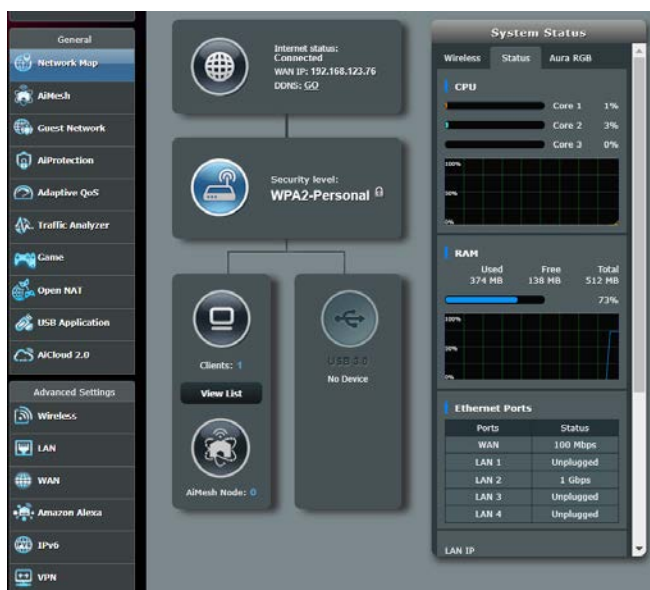 General
Network Map
AiMesh
Guest Network
AiProtection
Adaptive QoS
Traffic Analyzer
Game
Open NAT
USB Application
AiCloud 2.0
Advanced Settings
Wireless
LAN
WAN
Amazon Alexa
IPv6
VPN
Internet status:
Connected
WAN IP: 192.168.123.76
DDNS: GO
Security level:
WPA2-Personal
Clients: 1
View List
AiMesh Node: 0
USB 3.0
No Device
System Status
Wireless Status Aura RGB
CPU
Core 1 1%
Core 2 3%
Core 3 0%
100%
50%
0%
RAM
Used Free Total
374 MB 138 MB 512 MB
73%
100%
50%
0%
Ethernet Ports
Ports Status
WAN 100 Mbps
LAN 1 Unplugged
LAN 2 1 Gbps
LAN 3 Unplugged
LAN 4 Unplugged
LAN IP